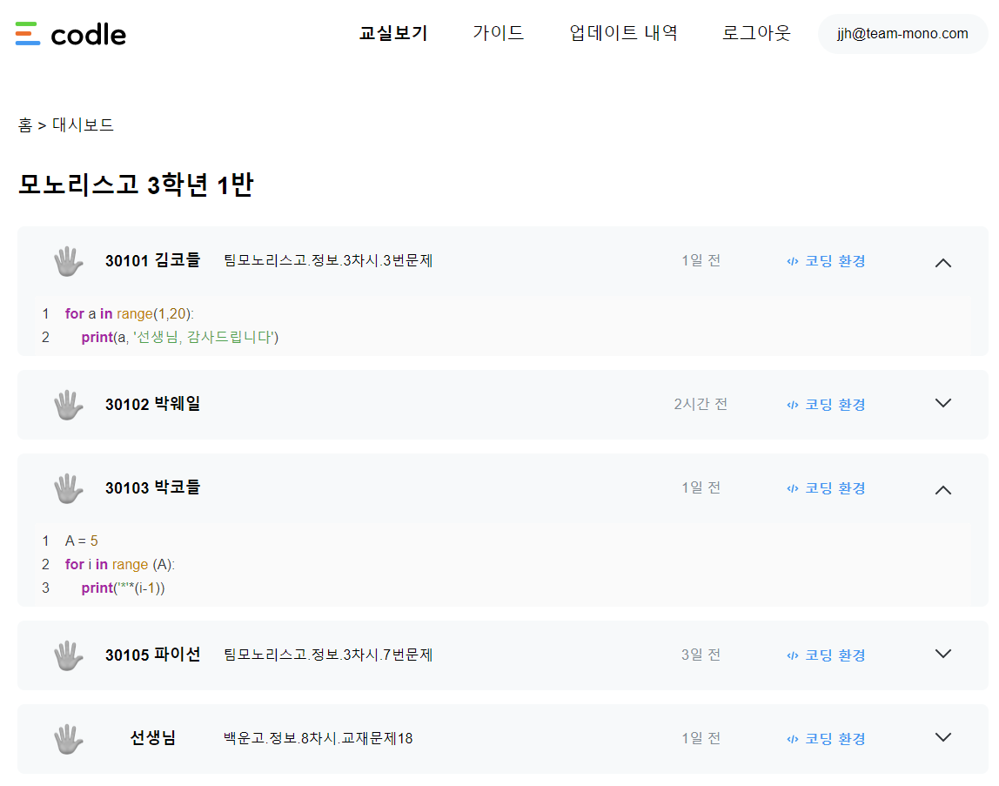 codle 교실보기 가이드 업데이트 내역 로그아웃 jjh@team-mono.com
홈 > 대시보드
모노리스고 3학년 1반
30101 김코들 팀모노리스고.정보.3차시.3번문제 1일 전 </> 코딩 환경
1 for a in range(1,20):
2 print(a, '선생님, 감사드립니다')
30102 박웨일 2시간 전 </> 코딩 환경
30103 박코들 1일 전 </> 코딩 환경
1 A = 5
2 for i in range (A):
3 print('*'*(i-1))
30105 파이선 팀모노리스고.정보.3차시.7번문제 3일 전 </> 코딩 환경
선생님 백운고.정보.8차시.교재문제18 1일 전 </> 코딩 환경